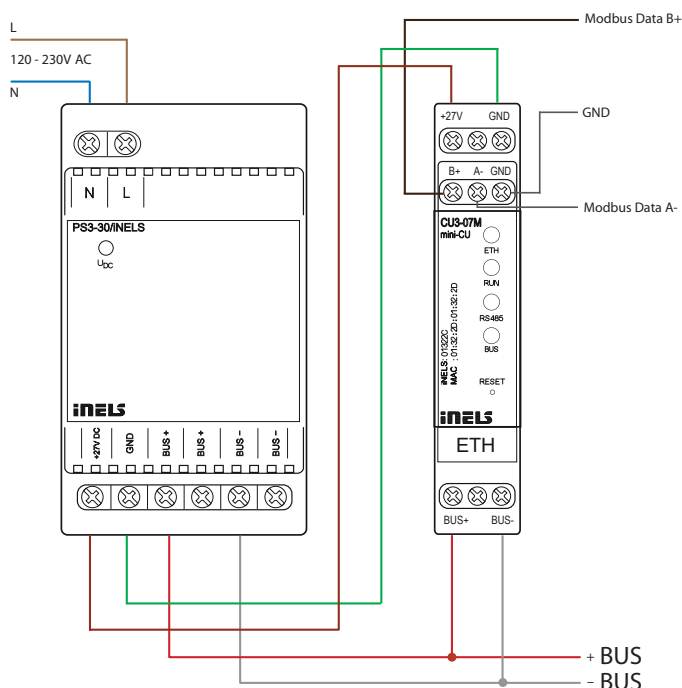 L
120 - 230V AC
N
Modbus Data B+
+27V GND
GND
B+ A- GND
Modbus Data A-
N L
PS3-30/iNELS
UDC
CU3-07M
mini-CU
ETH
RUN
RS485
BUS
iNELS: 01322C
MAC : 01:32:2D:01:32:2D
RESET
iNELS
iNELS
+27V DC
GND
BUS +
BUS +
BUS –
BUS –
ETH
BUS+ BUS-
+ BUS
– BUS